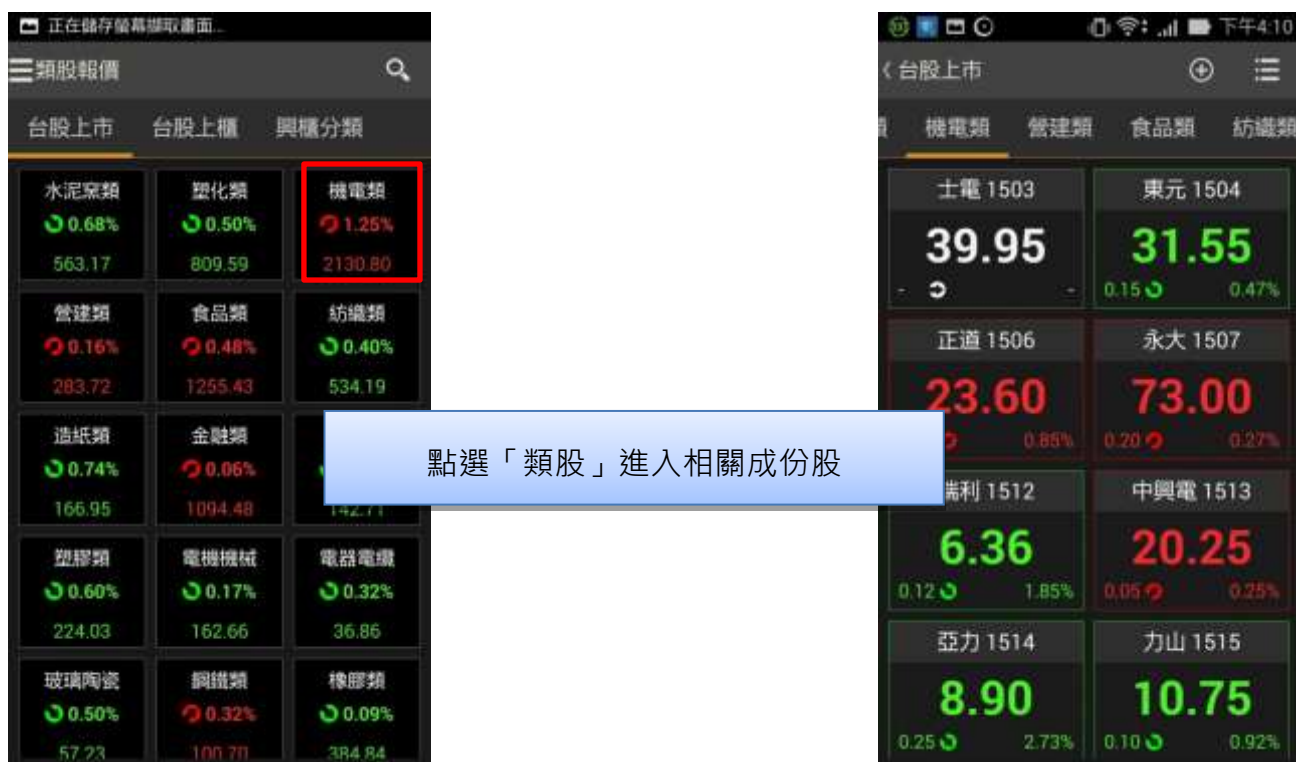 正在儲存螢幕擷取畫面...
類股報價
台股上市 台股上櫃 興櫃分類
水泥窯類 塑化類 機電類
0.68% 0.50% 1.25%
563.17 809.59 2130.80
營建類 食品類 紡織類
0.16% 0.48% 0.40%
283.72 1255.43 534.19
造紙類 金融類
0.74% 0.06%
166.95 1094.48 142.71
塑膠類 電機機械 電器電纜
0.60% 0.17% 0.32%
224.03 162.66 36.86
玻璃陶瓷 鋼鐵類 橡膠類
0.50% 0.32% 0.09%
57.23 100.70 384.84
點選「類股」進入相關成份股
下午4:10
台股上市
機電類 營建類 食品類 紡織類
士電 1503 東元 1504
39.95 31.55
- - 0.15 0.47%
正道 1506 永大 1507
23.60 73.00
0.85% 0.20 0.27%
瑞利 1512 中興電 1513
6.36 20.25
0.12 1.85% 0.05 0.25%
亞力 1514 力山 1515
8.90 10.75
0.25 2.73% 0.10 0.92%